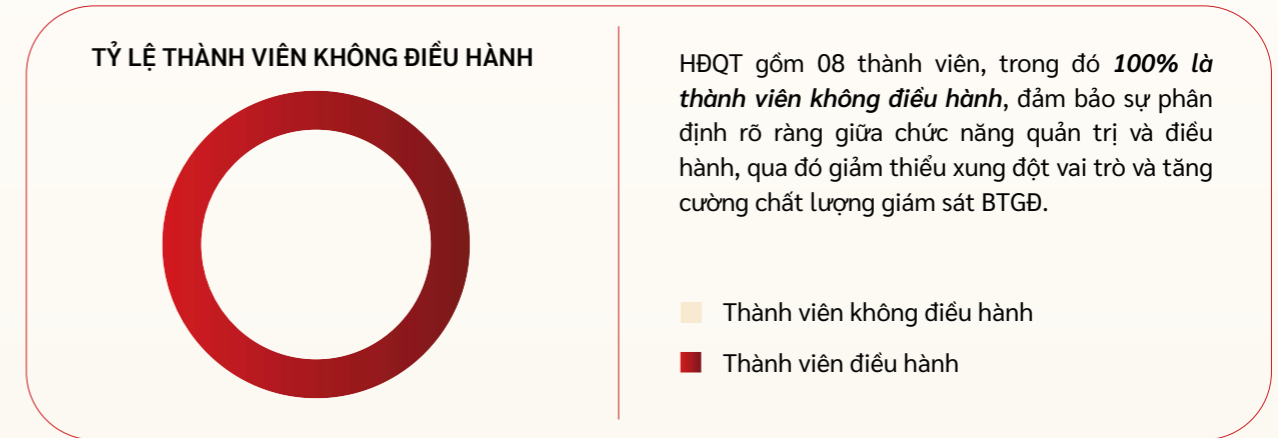 TỶ LỆ THÀNH VIÊN KHÔNG ĐIỀU HÀNH
HĐQT gồm 08 thành viên, trong đó 100% là
thành viên không điều hành, đảm bảo sự phân
định rõ ràng giữa chức năng quản trị và điều
hành, qua đó giảm thiểu xung đột vai trò và tăng
cường chất lượng giám sát BTGĐ.
Thành viên không điều hành
Thành viên điều hành